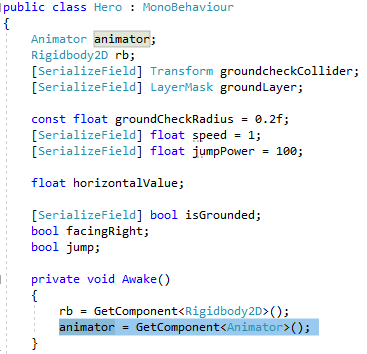 public class Hero : MonoBehaviour
{
Animator animator;
Rigidbody2D rb;
[SerializeField] Transform groundcheckCollider;
[SerializeField] LayerMask groundLayer;
const float groundCheckRadius = 0.2f;
[SerializeField] float speed = 1;
[SerializeField] float jumpPower = 100;
float horizontalValue;
[SerializeField] bool isGrounded;
bool facingRight;
bool jump;
private void Awake()
{
rb = GetComponent<Rigidbody2D>();
animator = GetComponent<Animator>();
}